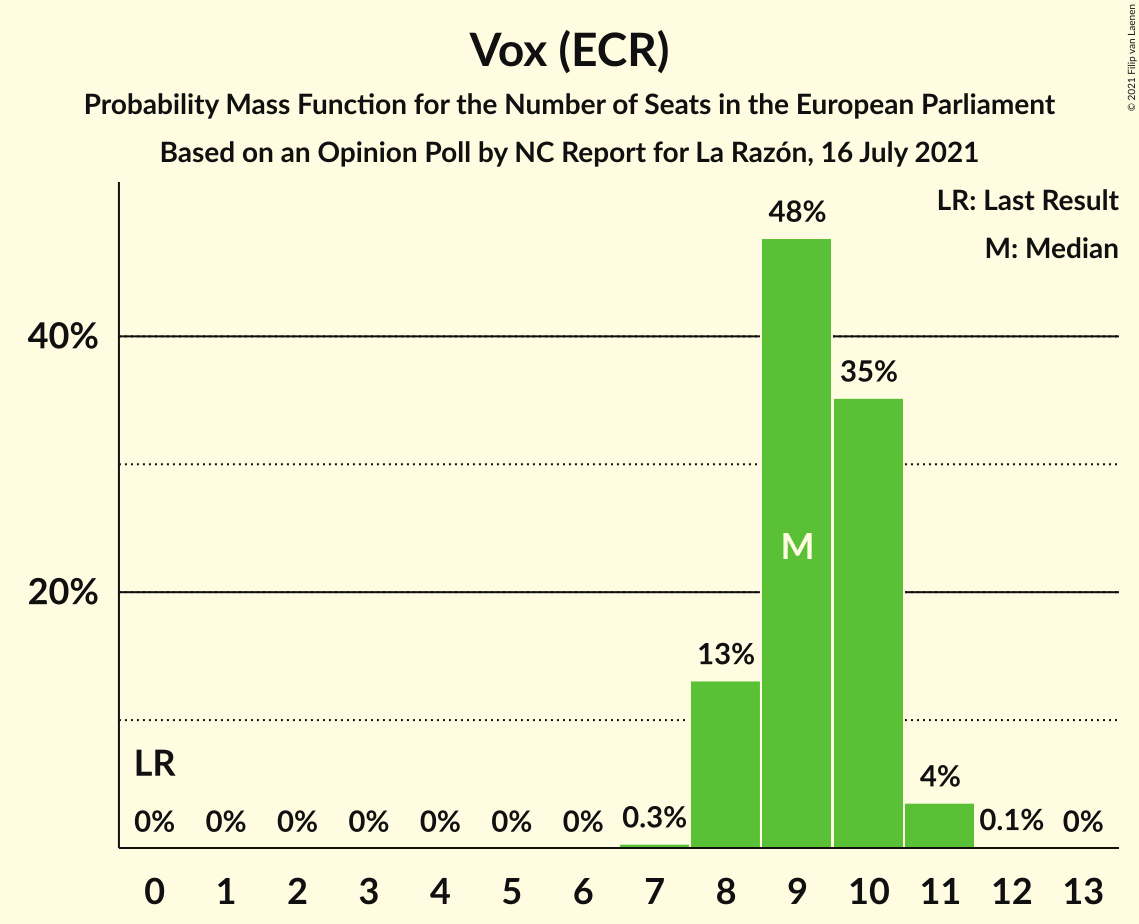 Vox (ECR)
Probability Mass Function for the Number of Seats in the European Parliament
Based on an Opinion Poll by NC Report for La Razón, 16 July 2021
© 2021 Filip van Laenen
LR: Last Result
M: Median
48%
40%
35%
M
20%
13%
LR
4%
0% 0% 0% 0% 0% 0% 0% 0.3% 0.1% 0%
0 1 2 3 4 5 6 7 8 9 10 11 12 13